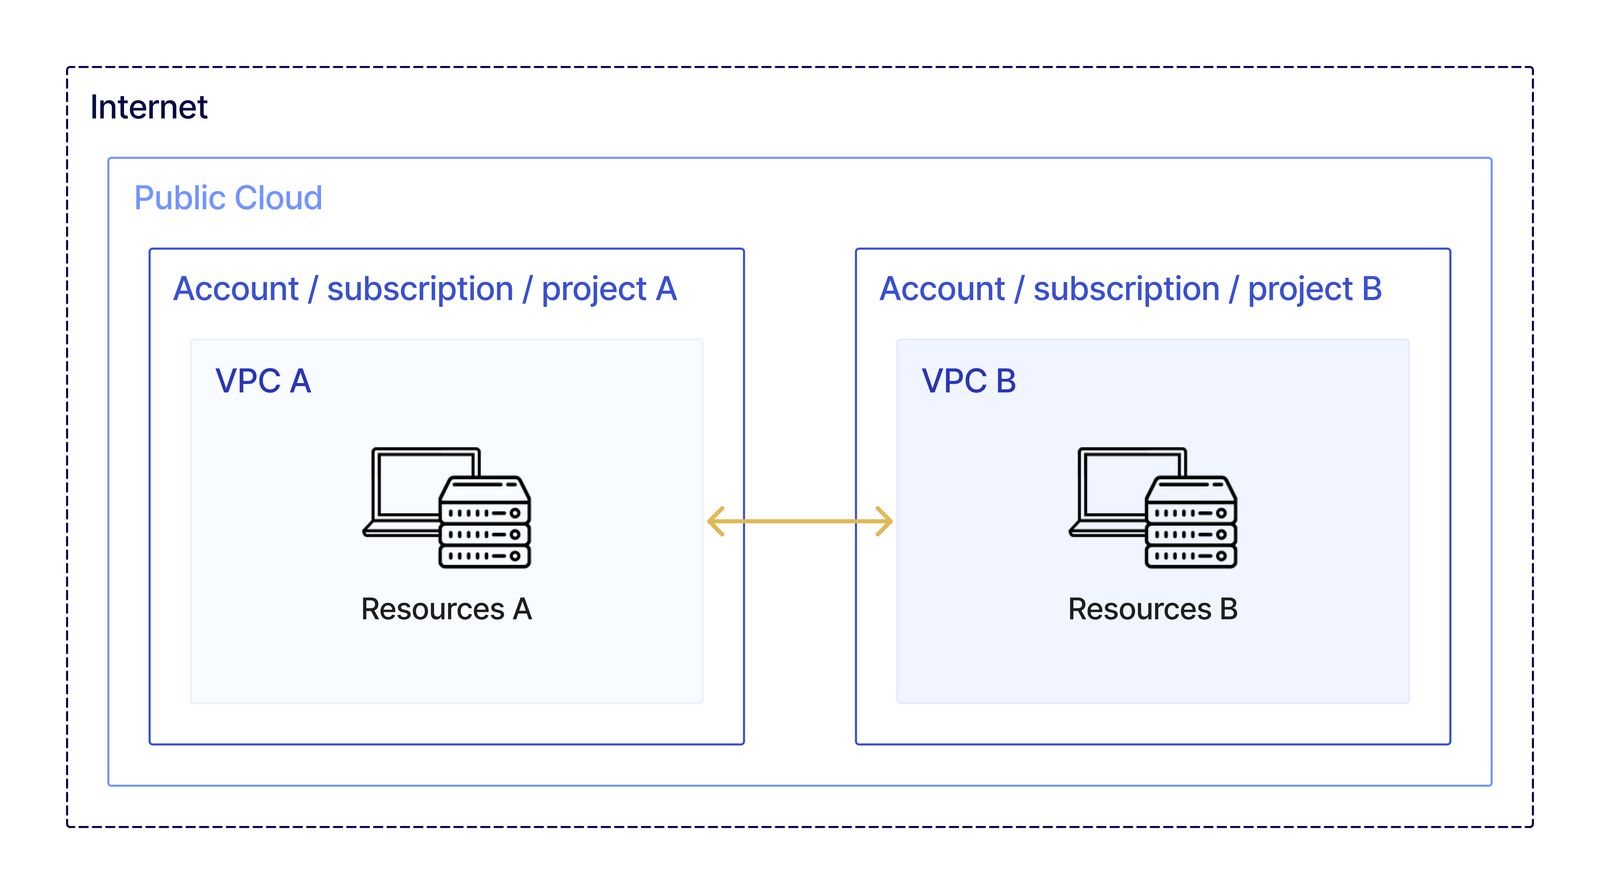 Internet
Public Cloud
Account / subscription / project A
VPC A
Resources A
Account / subscription / project B
VPC B
Resources B